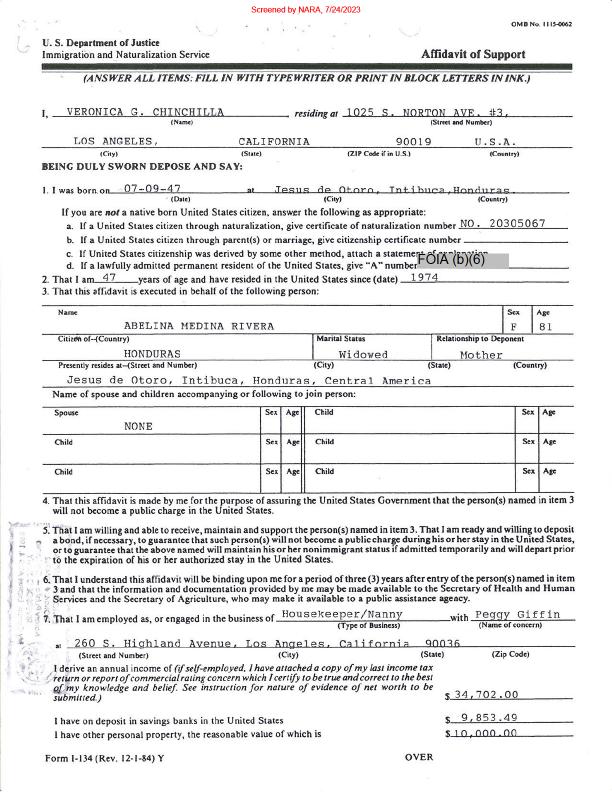 Screened by NARA, 7/24/2023
OMB No. 1115-0062
U. S. Department of Justice
Immigration and Naturalization Service Affidavit of Support
(ANSWER ALL ITEMS: FILL IN WITH TYPEWRITER OR PRINT IN BLOCK LETTERS IN INK.)
I, VERONICA G. CHINCHILLA residing at 1025 S. NORTON AVE. #3,
(Name) (Street and Number)
LOS ANGELES, CALIFORNIA 90019 U.S.A.
(City) (State) (ZIP Code if in U.S.) (Country)
BEING DULY SWORN DEPOSE AND SAY:
1. I was born on 07-09-47 at Jesus de Otoro, Intibuca,Honduras.
(Date) (City) (Country)
If you are not a native born United States citizen, answer the following as appropriate:
a. If a United States citizen through naturalization, give certificate of naturalization number NO. 20305067
b. If a United States citizen through parent(s) or marriage, give citizenship certificate number
c. If United States citizenship was derived by some other method, attach a statement of explanation
d. If a lawfully admitted permanent resident of the United States, give "A" number FOIA (b)(6)
2. That I am 47 years of age and have resided in the United States since (date) 1974
3. That this affidavit is executed in behalf of the following person:
Name Sex Age
ABELINA MEDINA RIVERA F 81
Citizen of--(Country) Marital Status Relationship to Deponent
HONDURAS Widowed Mother
Presently resides at--(Street and Number) (City) (State) (Country)
Jesus de Otoro, Intibuca, Honduras, Central America
Name of spouse and children accompanying or following to join person:
Spouse Sex Age Child Sex Age
NONE
Child Sex Age Child Sex Age
Child Sex Age Child Sex Age
4. That this affidavit is made by me for the purpose of assuring the United States Government that the person(s) named in item 3
will not become a public charge in the United States.
5. That I am willing and able to receive, maintain and support the person(s) named in item 3. That I am ready and willing to deposit
a bond, if necessary, to guarantee that such person(s) will not become a public charge during his or her stay in the United States,
or to guarantee that the above named will maintain his or her nonimmigrant status if admitted temporarily and will depart prior
to the expiration of his or her authorized stay in the United States.
6. That I understand this affidavit will be binding upon me for a period of three (3) years after entry of the person(s) named in item
3 and that the information and documentation provided by me may be made available to the Secretary of Health and Human
Services and the Secretary of Agriculture, who may make it available to a public assistance agency.
7. That I am employed as, or engaged in the business of Housekeeper/Nanny with Peggy Giffin
(Type of Business) (Name of concern)
at 260 S. Highland Avenue, Los Angeles, California 90036
(Street and Number) (City) (State) (Zip Code)
I derive an annual income of (if self-employed, I have attached a copy of my last income tax
return or report of commercial rating concern which I certify to be true and correct to the best
of my knowledge and belief. See instruction for nature of evidence of net worth to be
submitted.) $ 34,702.00
I have on deposit in savings banks in the United States $ 9,853.49
I have other personal property, the reasonable value of which is $ 10,000.00
Form I-134 (Rev. 12-1-84) Y OVER